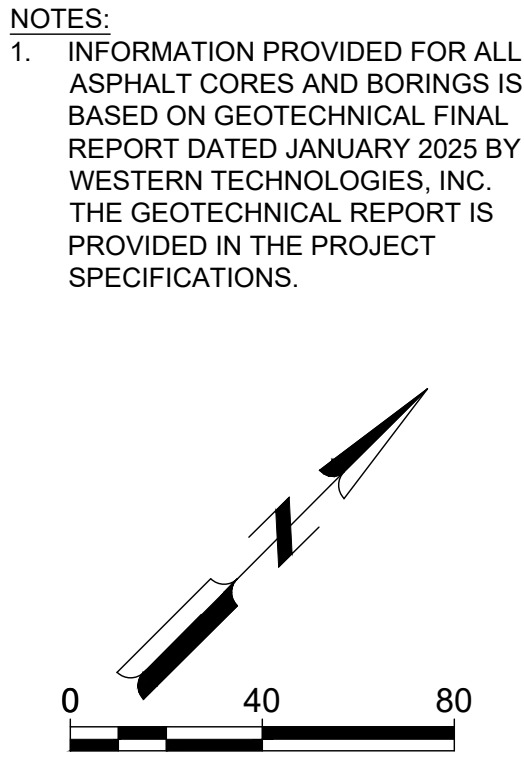 NOTES:
1. INFORMATION PROVIDED FOR ALL
ASPHALT CORES AND BORINGS IS
BASED ON GEOTECHNICAL FINAL
REPORT DATED JANUARY 2025 BY
WESTERN TECHNOLOGIES, INC.
THE GEOTECHNICAL REPORT IS
PROVIDED IN THE PROJECT
SPECIFICATIONS.
N
0 40 80